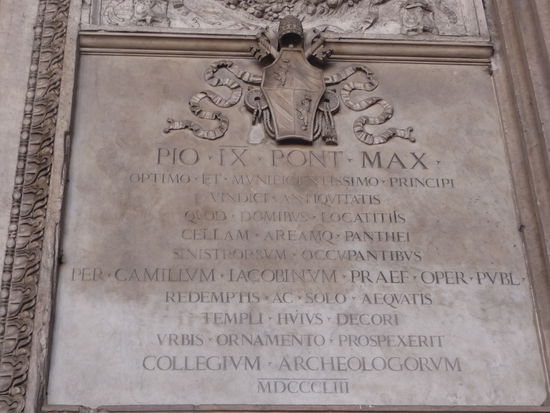 PIO · IX · PONT · MAX ·
OPTIMO · ET · MVNIFICENTISSIMO · PRINCIPI
VINDICI · ANTIQVITATIS
QVOD · DOMIBVS · LOCATITIIS
CELLAM · AREAMQ · PANTHEI
SINISTRORSVM · OCCVPANTIBVS
PER · CAMILLVM · IACOBINVM · PRAEF · OPER · PVBL ·
REDEMPTIS · AC · SOLO · AEQVATIS
TEMPLI · HVIVS · DECORI
VRBIS · ORNAMENTO · PROSPEXERIT
COLLEGIVM · ARCHEOLOGORVM
MDCCCLIII